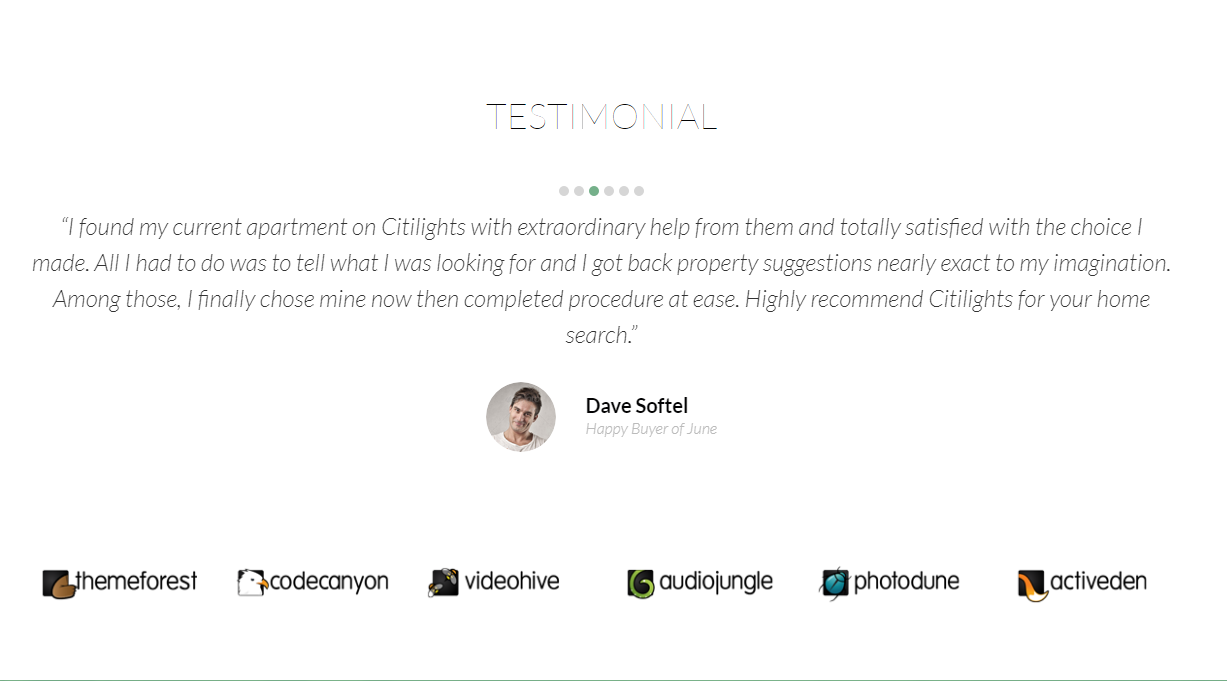 TESTIMONIAL
“I found my current apartment on Citilights with extraordinary help from them and totally satisfied with the choice I
made. All I had to do was to tell what I was looking for and I got back property suggestions nearly exact to my imagination.
Among those, I finally chose mine now then completed procedure at ease. Highly recommend Citilights for your home
search.”
Dave Softel
Happy Buyer of June
themeforest codecanyon videohive audiojungle photodune activeden